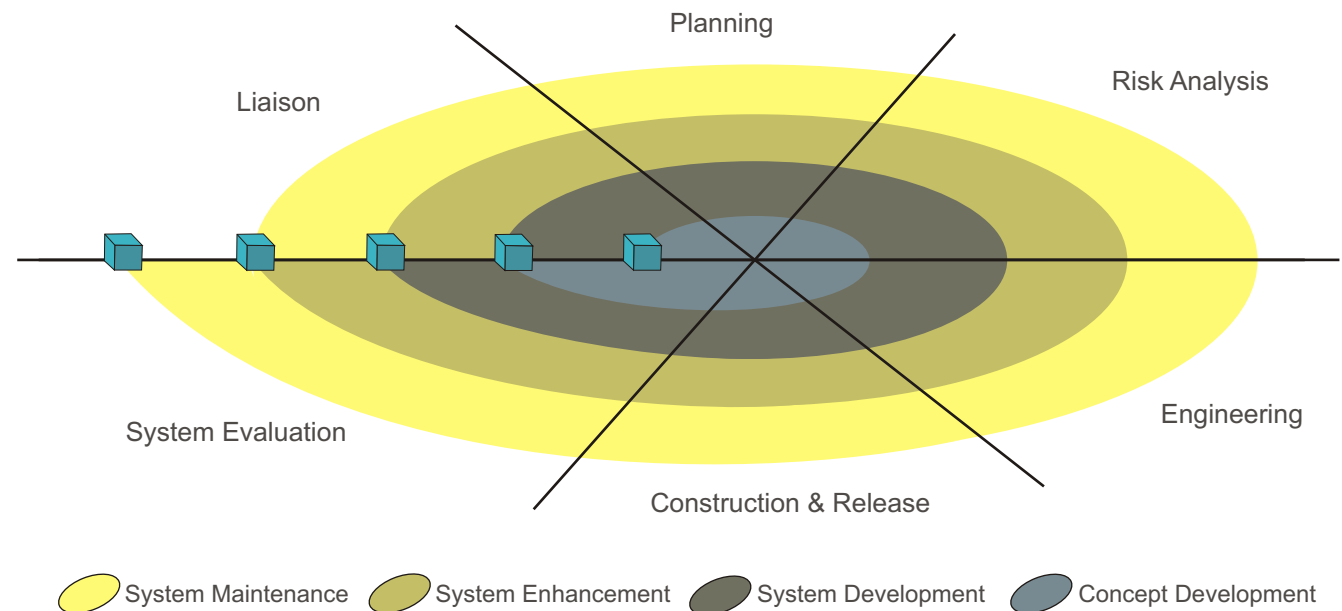 Planning
Risk Analysis
Liaison
Engineering
System Evaluation
Construction & Release
System Maintenance
System Enhancement
System Development
Concept Development